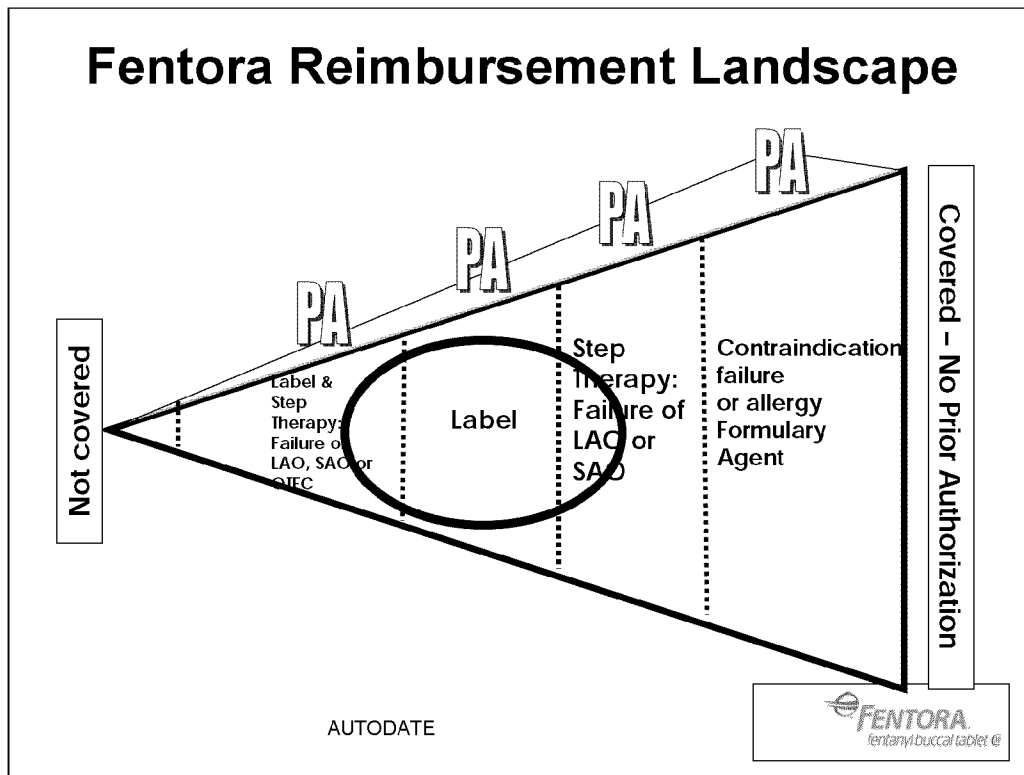 Fentora Reimbursement Landscape
PA
PA
PA
PA
Not covered
Label &
Step
Therapy:
Failure of
LAO, SAO or
OTFC
Label
Step
Therapy:
Failure of
LAO or
SAO
Contraindication
failure
or allergy
Formulary
Agent
Covered – No Prior Authorization
AUTODATE
FENTORA
fentanyl buccal tablet